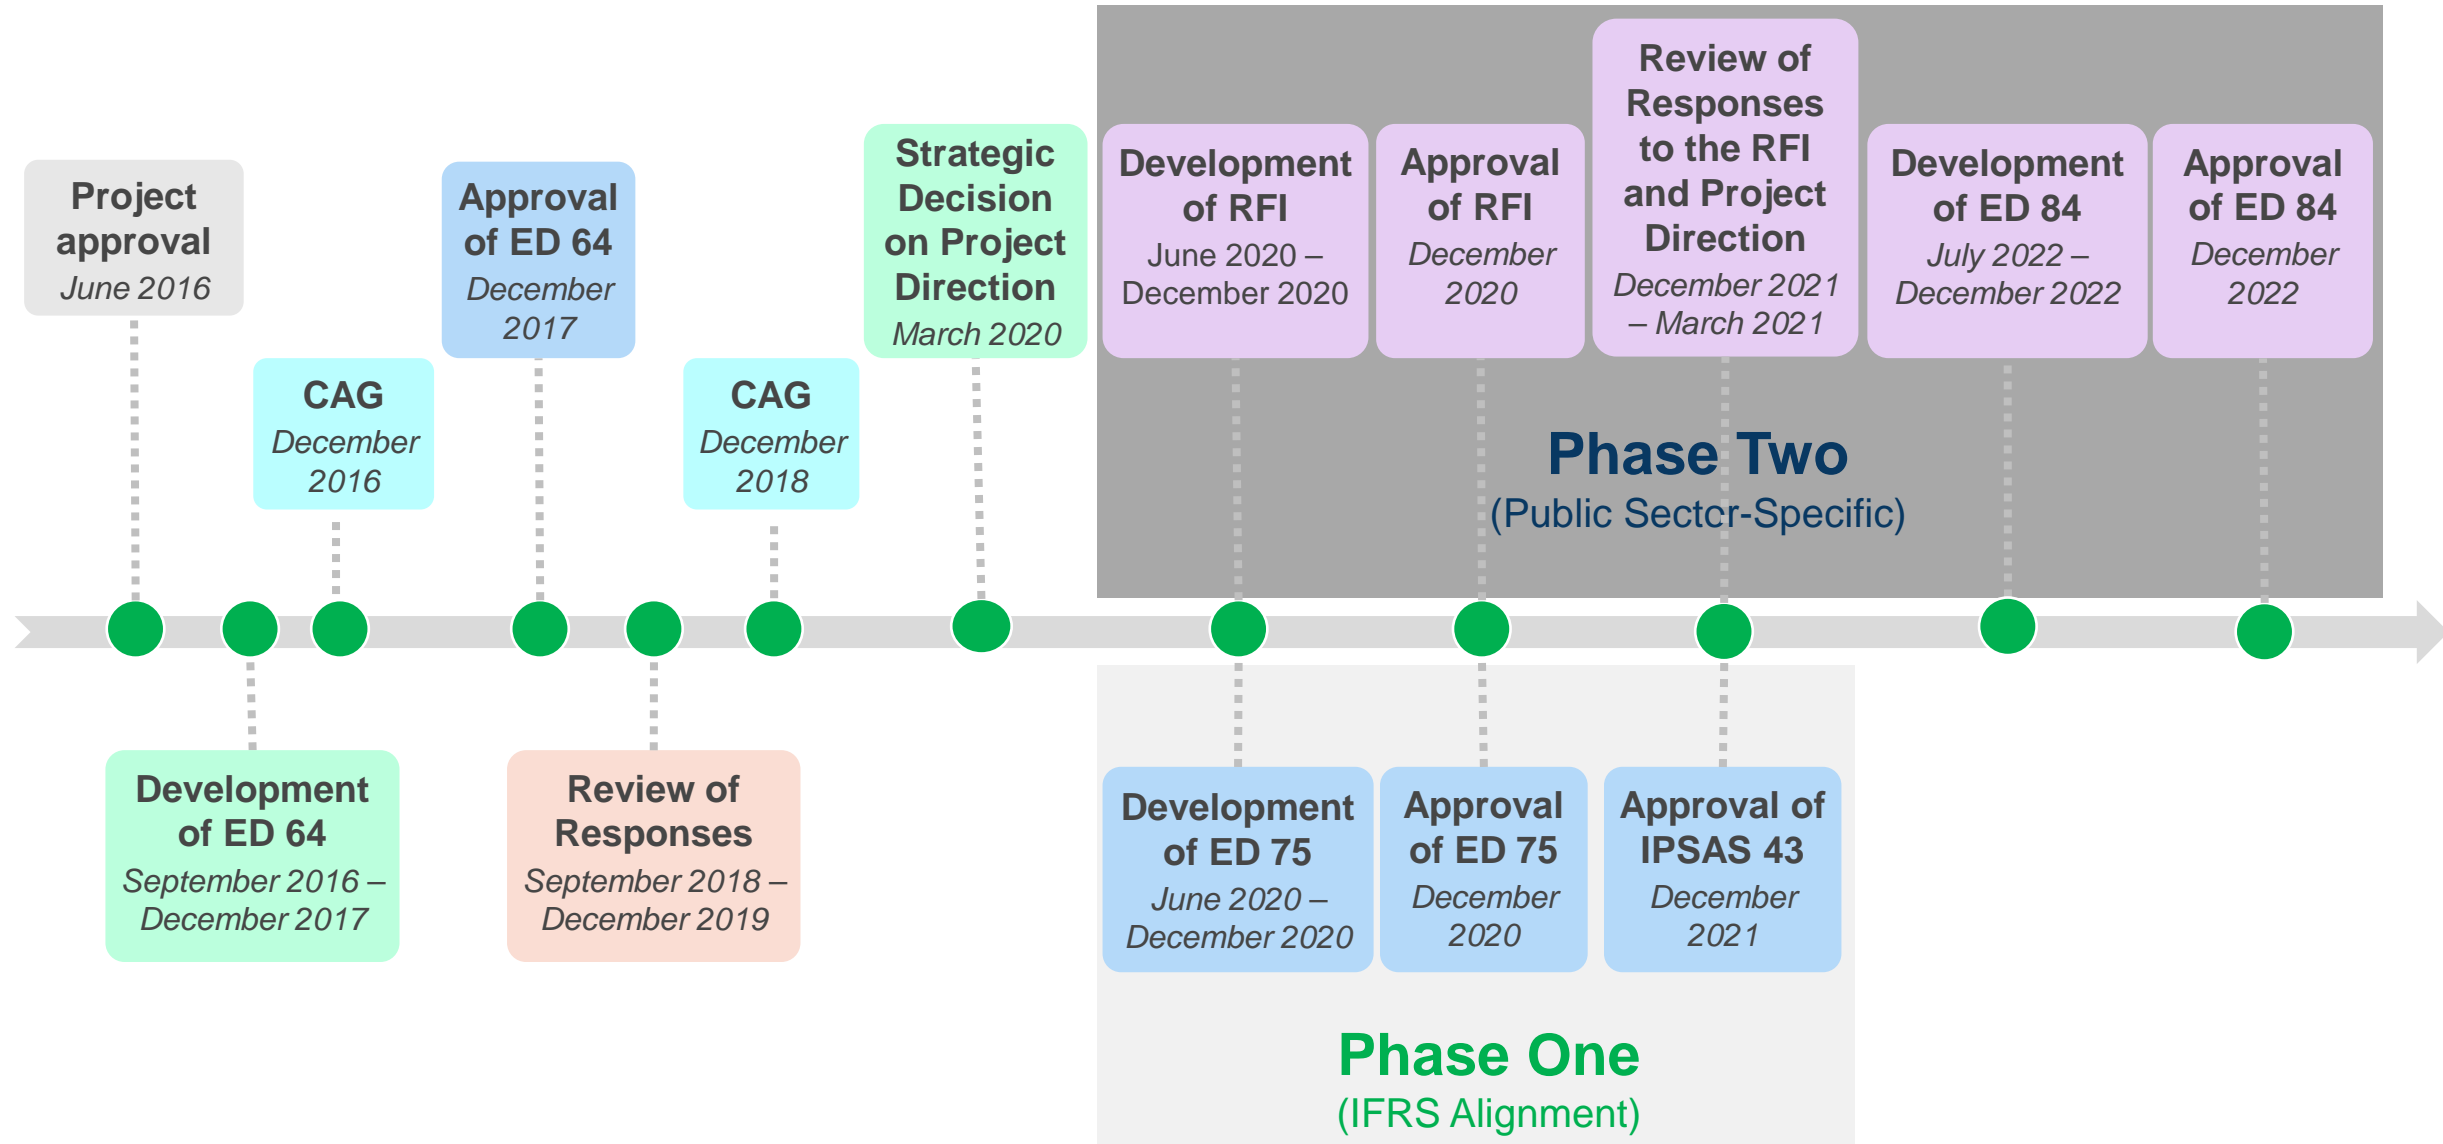 Project
approval
June 2016
CAG
December
2016
Approval
of ED 64
December
2017
CAG
December
2018
Strategic
Decision
on Project
Direction
March 2020
Development
of RFI
June 2020 –
December 2020
Approval
of RFI
December
2020
Review of
Responses
to the RFI
and Project
Direction
December 2021
– March 2021
Development
of ED 84
July 2022 –
December 2022
Approval
of ED 84
December
2022
Phase Two
(Public Sector-Specific)
Development
of ED 64
September 2016 –
December 2017
Review of
Responses
September 2018 –
December 2019
Development
of ED 75
June 2020 –
December 2020
Approval
of ED 75
December
2020
Approval of
IPSAS 43
December
2021
Phase One
(IFRS Alignment)